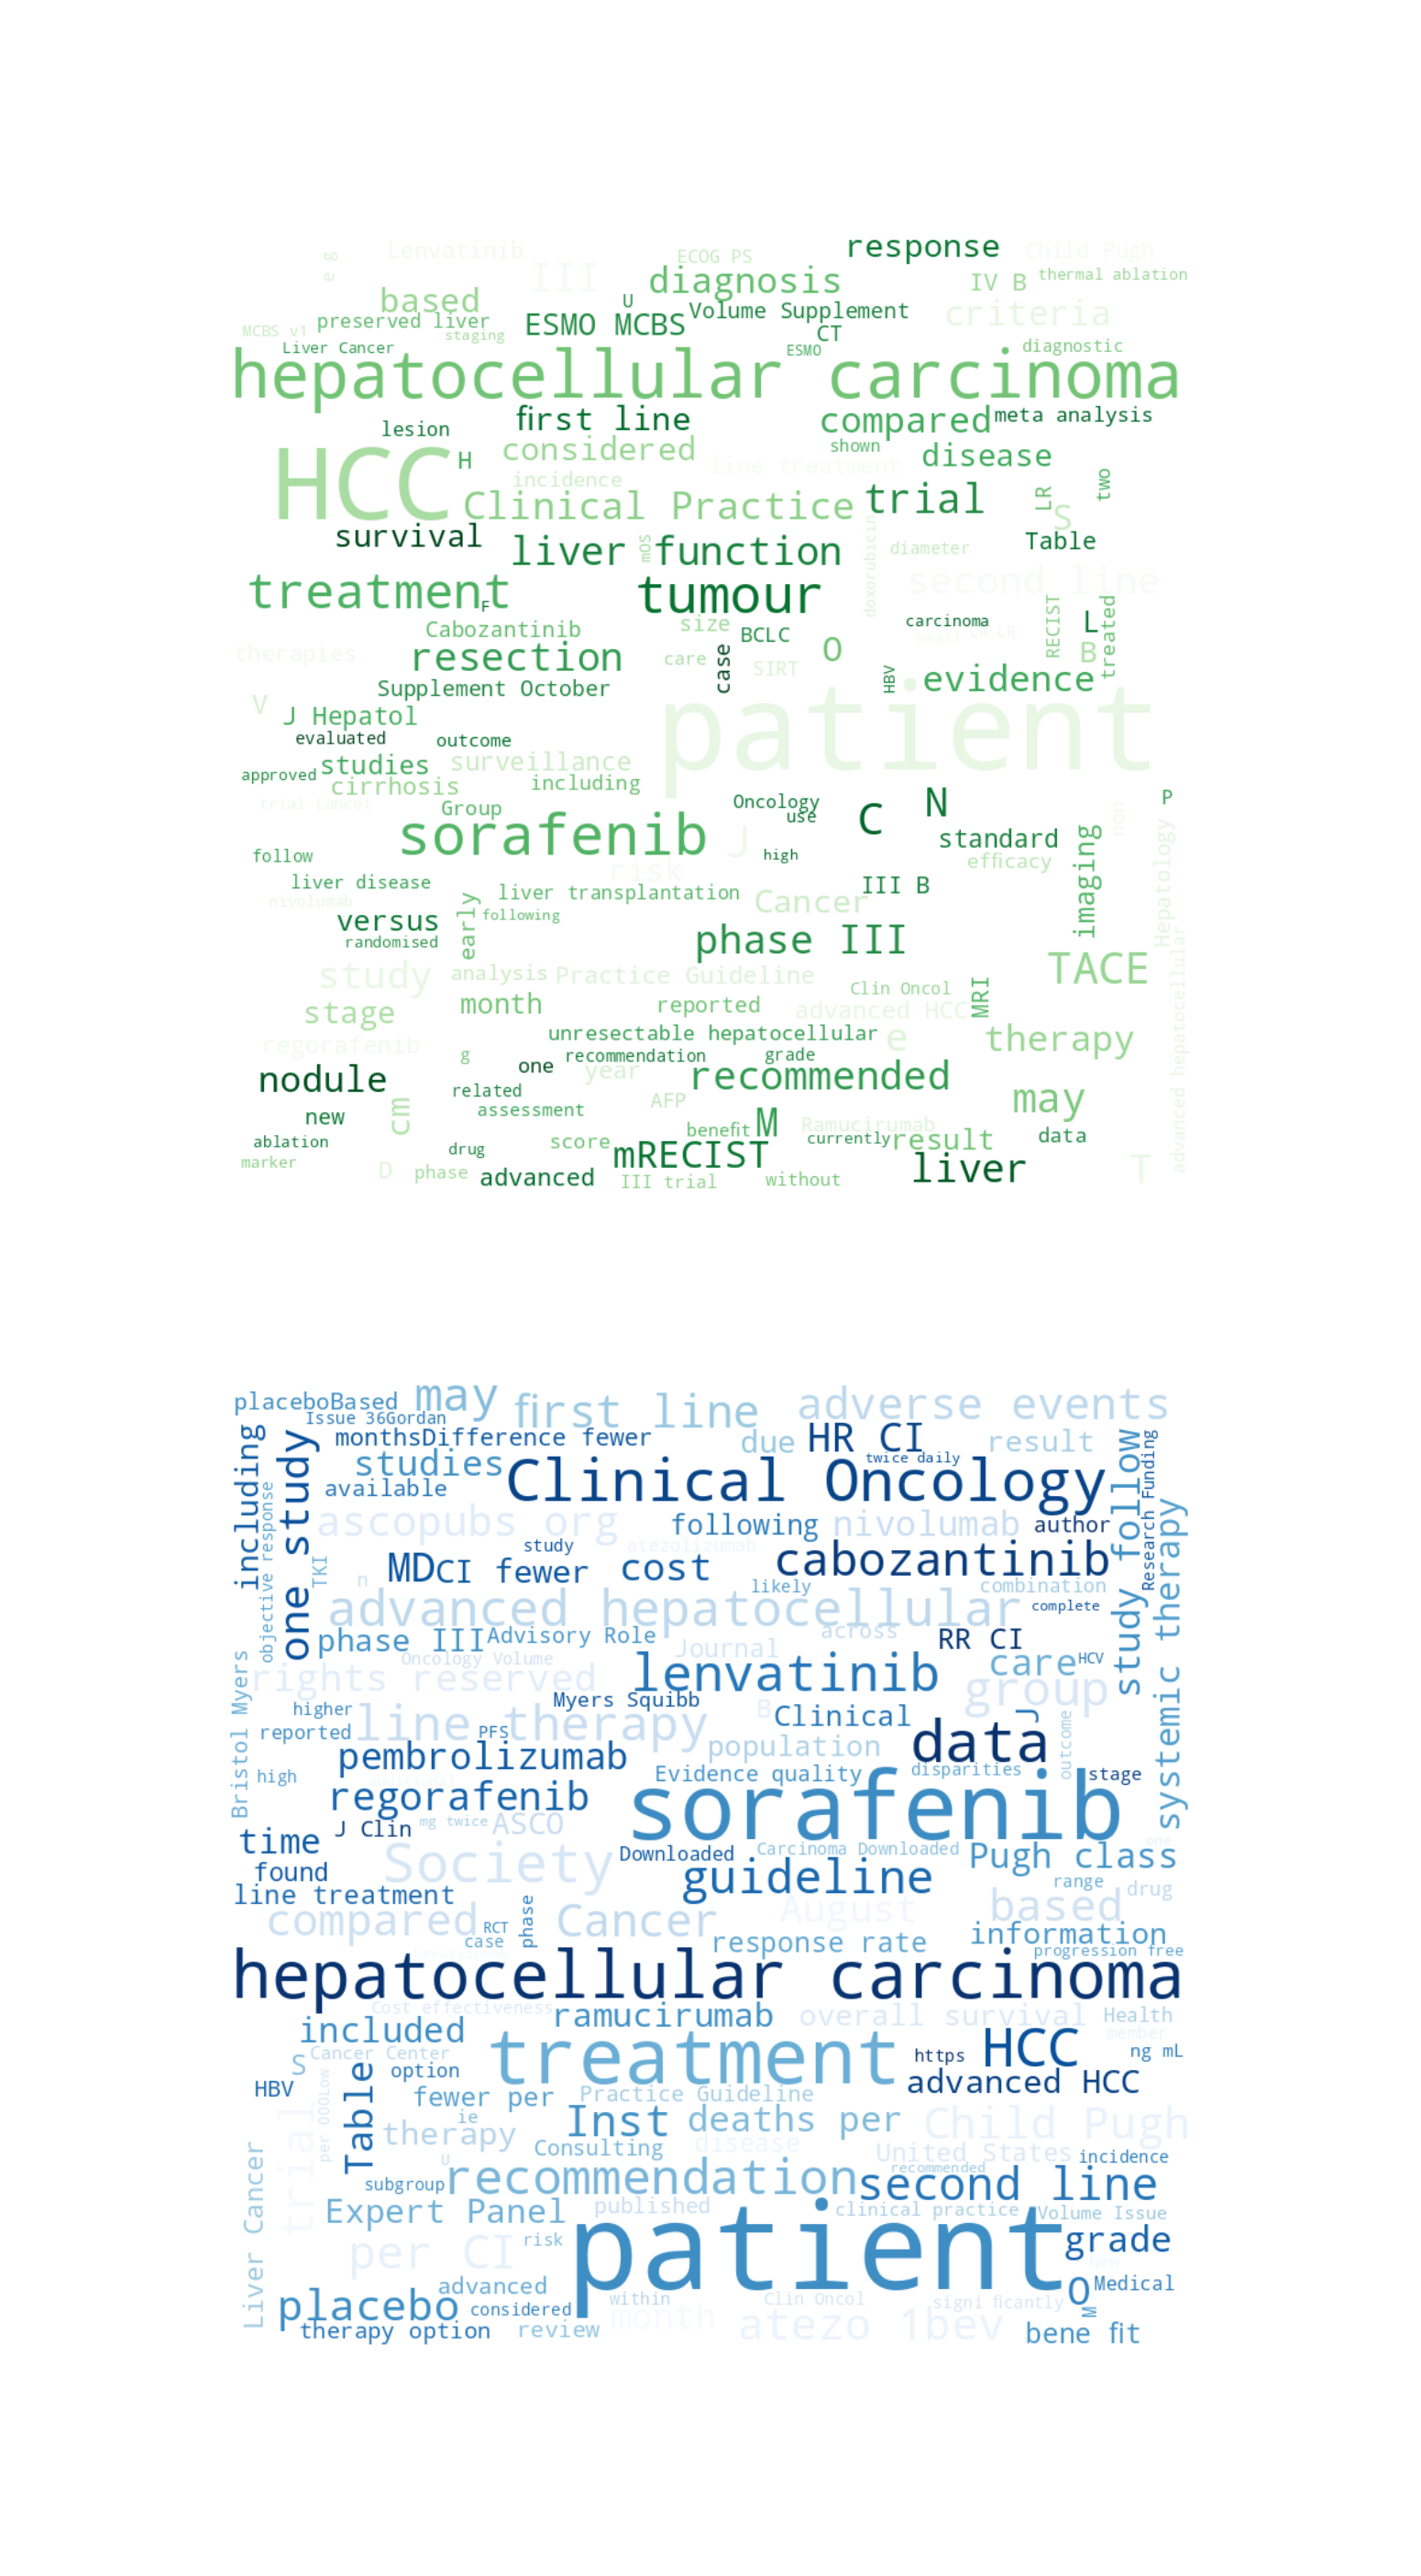 Lenvatinib ECOG PS response Child Pugh
e g III diagnosis IV B thermal ablation
based U Volume Supplement criteria
MCBS v1 preserved liver staging ESMO MCBS CT
Liver Cancer ESMO diagnostic
hepatocellular carcinoma
lesion first line compared meta analysis
HCC H considered shown disease
incidence line treatment two
Clinical Practice trial LR S
survival liver function mOS doxorubicin diameter Table
treatment F tumour second line
Cabozantinib size BCLC carcinoma RECIST L treated
therapies resection care case SIRT O small LR LR B
Supplement October HBV evidence
V J Hepatol patient
evaluated outcome
approved studies surveillance
cirrhosis including
trial Lancet Group Oncology use C N P
sorafenib J standard non
follow high efficacy imaging Hepatology
liver disease risk III B
nivolumab liver transplantation Cancer
versus early following
randomised phase III
study analysis Practice Guideline TACE
stage month reported Clin Oncol MRI advanced hepatocellular
advanced HCC
regorafenib unresectable hepatocellular e therapy
g one recommendation grade
nodule year recommended
related may
new cm assessment AFP
ablation benefit M Ramucirumab data
marker drug score currently result
D phase mRECIST liver T
advanced III trial without
placeboBased may first line adverse events
Issue 36Gordan
including monthsDifference fewer due HR CI result
one study studies twice daily study follow Research Funding
available Clinical Oncology
objective response ascopubs org following nivolumab author systemic therapy
study atezolizumab
TKI n MD CI fewer cost cabozantinib
likely combination
advanced hepatocellular complete
phase III Advisory Role across RR CI
Bristol Myers Oncology Volume Journal care HCV
rights reserved lenvatinib
higher Myers Squibb group
reported line therapy PFS B Clinical J
population data outcome
pembrolizumab
high Evidence quality disparities stage
regorafenib sorafenib
time J Clin mg twice ASCO one
found Society Downloaded Carcinoma Downloaded Pugh class
line treatment guideline range drug
compared RCT phase Cancer August based
case response rate information
progression free
hepatocellular carcinoma
Cost effectiveness
included ramucirumab overall survival Health
member
S Cancer Center treatment https HCC ng mL
HBV option advanced HCC
per 000Low Table fewer per Practice Guideline
trial ie Inst deaths per Child Pugh
therapy Consulting disease United States incidence
Liver Cancer u recommended
subgroup recommendation second line
Expert Panel published clinical practice Volume Issue
per CI risk patient grade
New
advanced O Medical
placebo considered within Clin Oncol signi ficantly M
month atezo 1bev
therapy option review bene fit